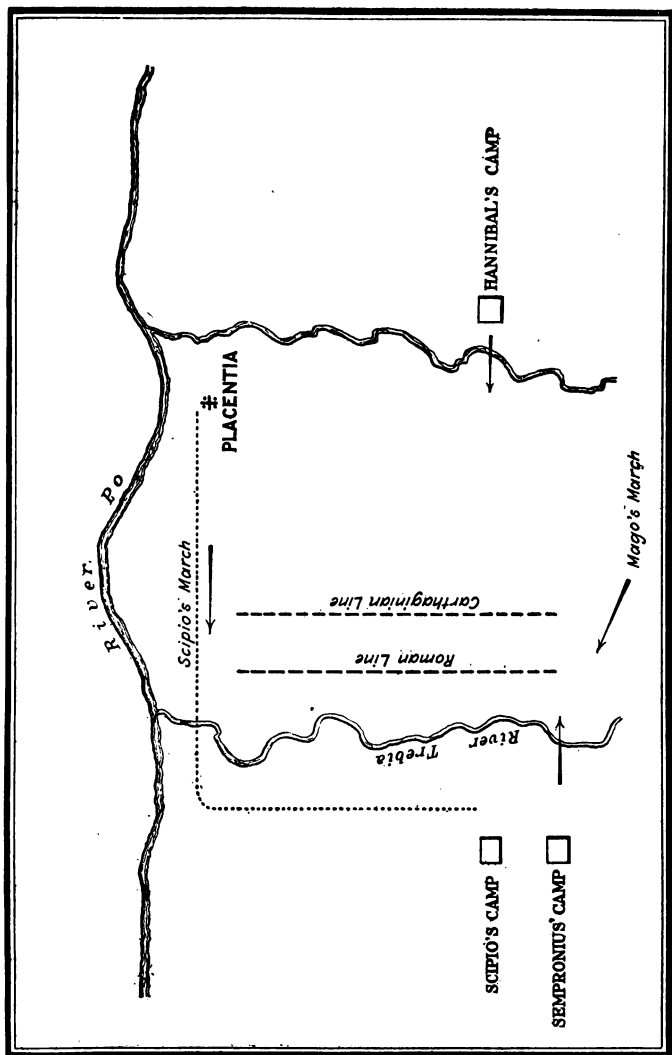 River Po
PLACENTIA
Scipio's March
HANNIBAL'S CAMP
Carthaginian Line
Roman Line
River Trebia
Mago's March
SCIPIO'S CAMP
SEMPRONIUS' CAMP